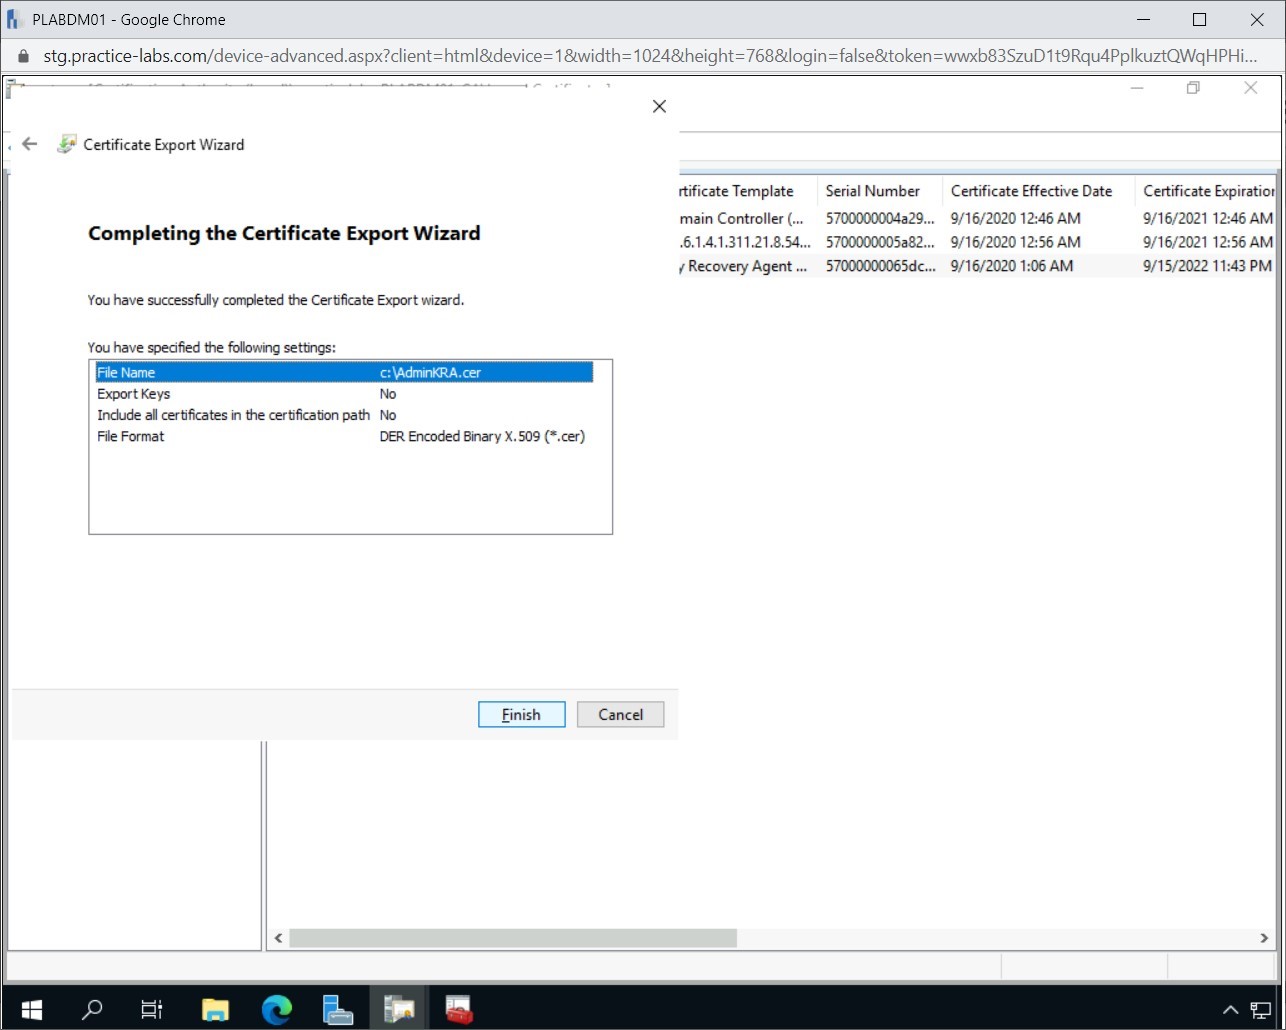 PLABDM01 - Google Chrome
stg.practice-labs.com/device-advanced.aspx?client=html&device=1&width=1024&height=768&login=false&token=wwxb83SzuD1t9Rqu4PplkuztQWqHPHi...
Certificate Export Wizard
rtificate Template Serial Number Certificate Effective Date Certificate Expiration
main Controller (... 5700000004a29... 9/16/2020 12:46 AM 9/16/2021 12:46 AM
.6.1.4.1.311.21.8.54... 5700000005a82... 9/16/2020 12:56 AM 9/16/2021 12:56 AM
y Recovery Agent ... 57000000065dc... 9/16/2020 1:06 AM 9/15/2022 11:43 PM
Completing the Certificate Export Wizard
You have successfully completed the Certificate Export wizard.
You have specified the following settings:
File Name c:\AdminKRA.cer
Export Keys No
Include all certificates in the certification path No
File Format DER Encoded Binary X.509 (*.cer)
Finish Cancel